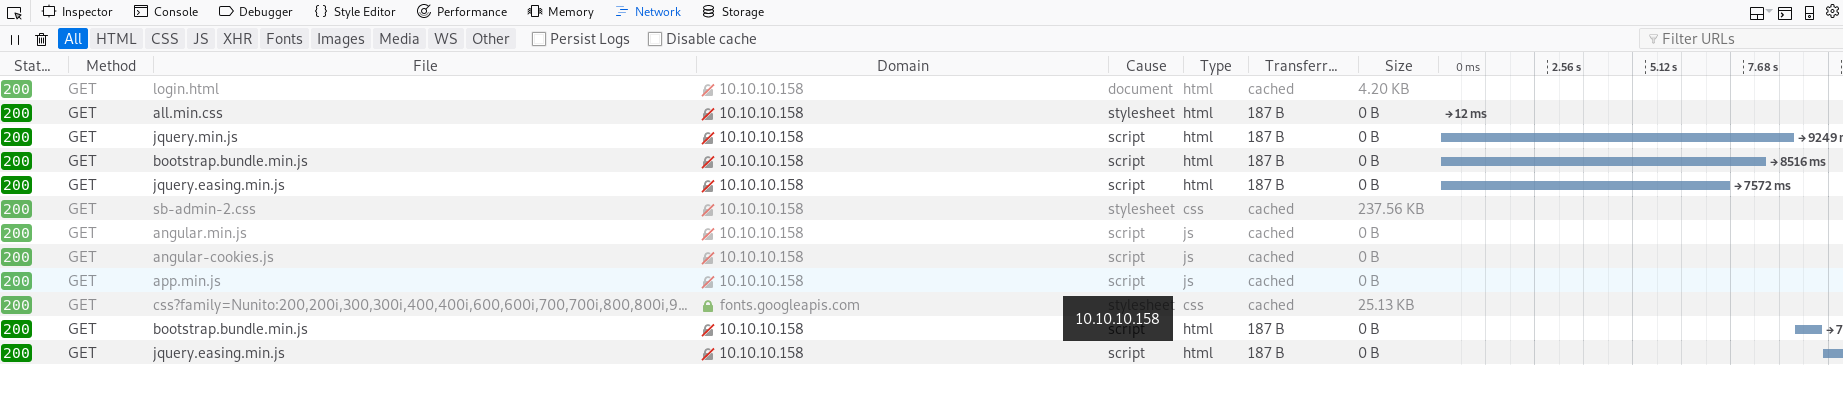 Inspector Console Debugger {} Style Editor Performance Memory Network Storage
All HTML CSS JS XHR Fonts Images Media WS Other Persist Logs Disable cache Filter URLs
Stat... Method File Domain Cause Type Transferr... Size 0 ms 2.56 s 5.12 s 7.68 s
200 GET login.html 10.10.10.158 document html cached 4.20 KB
200 GET all.min.css 10.10.10.158 stylesheet html 187 B 0 B → 12 ms
200 GET jquery.min.js 10.10.10.158 script html 187 B 0 B → 9249
200 GET bootstrap.bundle.min.js 10.10.10.158 script html 187 B 0 B → 8516 ms
200 GET jquery.easing.min.js 10.10.10.158 script html 187 B 0 B → 7572 ms
200 GET sb-admin-2.css 10.10.10.158 stylesheet css cached 237.56 KB
200 GET angular.min.js 10.10.10.158 script js cached 0 B
200 GET angular-cookies.js 10.10.10.158 script js cached 0 B
200 GET app.min.js 10.10.10.158 script js cached 0 B
200 GET css?family=Nunito:200,200i,300,300i,400,400i,600,600i,700,700i,800,800i,9... fonts.googleapis.com stylesheet css cached 25.13 KB
10.10.10.158
200 GET bootstrap.bundle.min.js 10.10.10.158 script html 187 B 0 B → 7
200 GET jquery.easing.min.js 10.10.10.158 script html 187 B 0 B